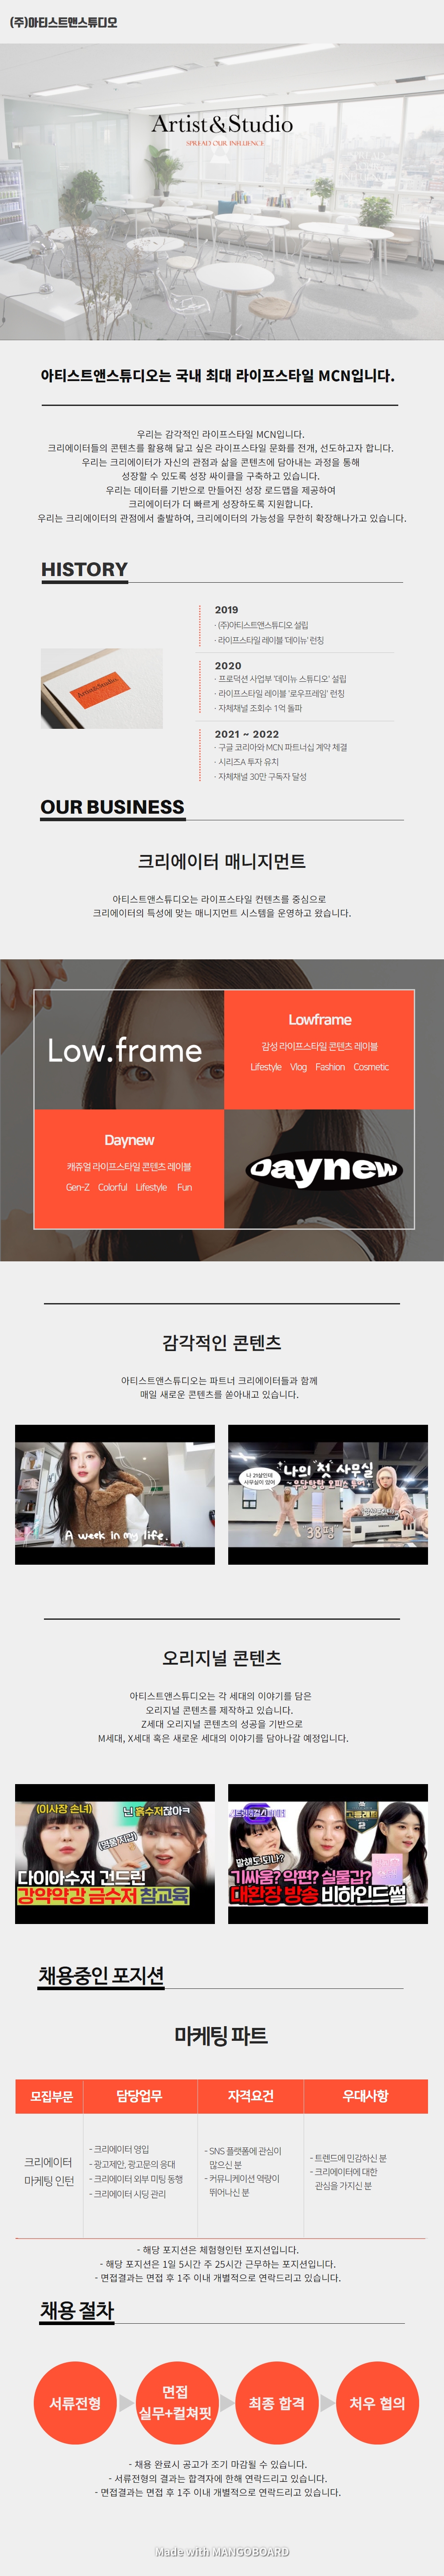 (주)아티스트앤스튜디오
Artist&Studio
SPREAD OUR INFLUENCE
아티스트앤스튜디오는 국내 최대 라이프스타일 MCN입니다.
우리는 감각적인 라이프스타일 MCN입니다.
크리에이터들의 콘텐츠를 활용해 닮고 싶은 라이프스타일 문화를 전개, 선도하고자 합니다.
우리는 크리에이터가 자신의 관점과 삶을 콘텐츠에 담아내는 과정을 통해
성장할 수 있도록 성장 싸이클을 구축하고 있습니다.
우리는 데이터를 기반으로 만들어진 성장 로드맵을 제공하여
크리에이터가 더 빠르게 성장하도록 지원합니다.
우리는 크리에이터의 관점에서 출발하여, 크리에이터의 가능성을 무한히 확장해나가고 있습니다.
HISTORY
2019
· (주)아티스트앤스튜디오 설립
· 라이프스타일 레이블 '데이뉴' 런칭
Artist&Studio
2020
· 프로덕션 사업부 '데이뉴 스튜디오' 설립
· 라이프스타일 레이블 '로우프레임' 런칭
· 자체채널 조회수 1억 돌파
2021 ~ 2022
· 구글 코리아와 MCN 파트너십 계약 체결
· 시리즈A 투자 유치
· 자체채널 30만 구독자 달성
OUR BUSINESS
크리에이터 매니지먼트
아티스트앤스튜디오는 라이프스타일 컨텐츠를 중심으로
크리에이터의 특성에 맞는 매니지먼트 시스템을 운영하고 왔습니다.
Low.frame
Lowframe
감성 라이프스타일 콘텐츠 레이블
Lifestyle Vlog Fashion Cosmetic
Daynew
캐쥬얼 라이프스타일 콘텐츠 레이블
Gen-Z Colorful Lifestyle Fun
Daynew
감각적인 콘텐츠
아티스트앤스튜디오는 파트너 크리에이터들과 함께
매일 새로운 콘텐츠를 쏟아내고 있습니다.
A week in my life.
나 21살인데
사무실이 있어
나의 첫 사무실
~우당탕탕 오피스 투어~
38평
오리지널 콘텐츠
아티스트앤스튜디오는 각 세대의 이야기를 담은
오리지널 콘텐츠를 제작하고 있습니다.
Z세대 오리지널 콘텐츠의 성공을 기반으로
M세대, X세대 혹은 새로운 세대의 이야기를 담아나갈 예정입니다.
(이사장 손녀)
넌 흙수저잖아ㅋ
다이아수저 건드린
강약약강 금수저 참교육
고등래퍼
말해도 되나?
기싸움? 악편? 실물갑?
대환장 방송 비하인드썰
채용중인 포지션
마케팅 파트
모집부문
담당업무
자격요건
우대사항
크리에이터
마케팅 인턴
- 크리에이터 영입
- 광고제안, 광고문의 응대
- 크리에이터 외부 미팅 동행
- 크리에이터 시딩 관리
- SNS 플랫폼에 관심이
많으신 분
- 커뮤니케이션 역량이
뛰어나신 분
- 트렌드에 민감하신 분
- 크리에이터에 대한
관심을 가지신 분
- 해당 포지션은 체험형인턴 포지션입니다.
- 해당 포지션은 1일 5시간 주 25시간 근무하는 포지션입니다.
- 면접결과는 면접 후 1주 이내 개별적으로 연락드리고 있습니다.
채용 절차
서류전형
면접
실무+컬쳐핏
최종 합격
처우 협의
- 채용 완료시 공고가 조기 마감될 수 있습니다.
- 서류전형의 결과는 합격자에 한해 연락드리고 있습니다.
- 면접결과는 면접 후 1주 이내 개별적으로 연락드리고 있습니다.
Made with MANGOBOARD